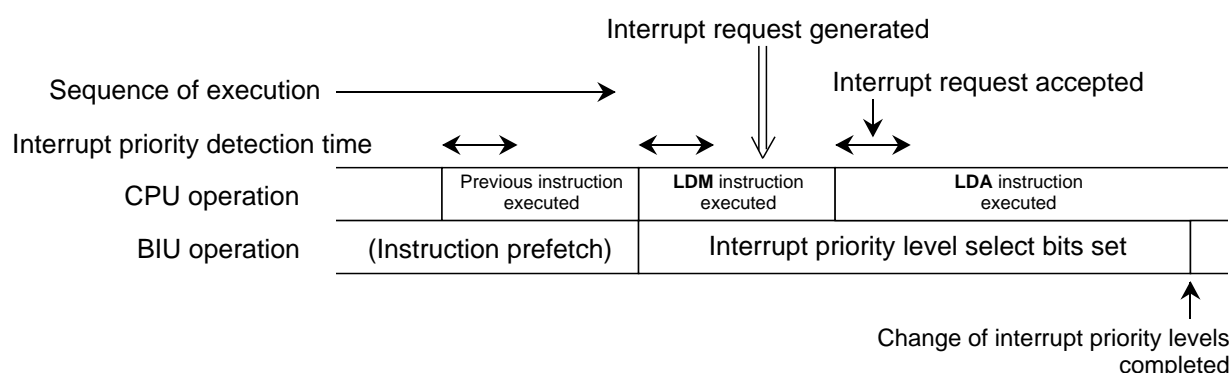 Interrupt request generated
Sequence of execution
Interrupt request accepted
Interrupt priority detection time
CPU operation
Previous instruction
executed
LDM instruction
executed
LDA instruction
executed
BIU operation
(Instruction prefetch)
Interrupt priority level select bits set
Change of interrupt priority levels
completed